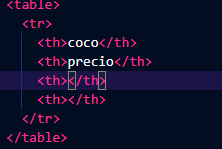 <table>
<tr>
<th>coco</th>
<th>precio</th>
<th></th>
<th></th>
</tr>
</table>